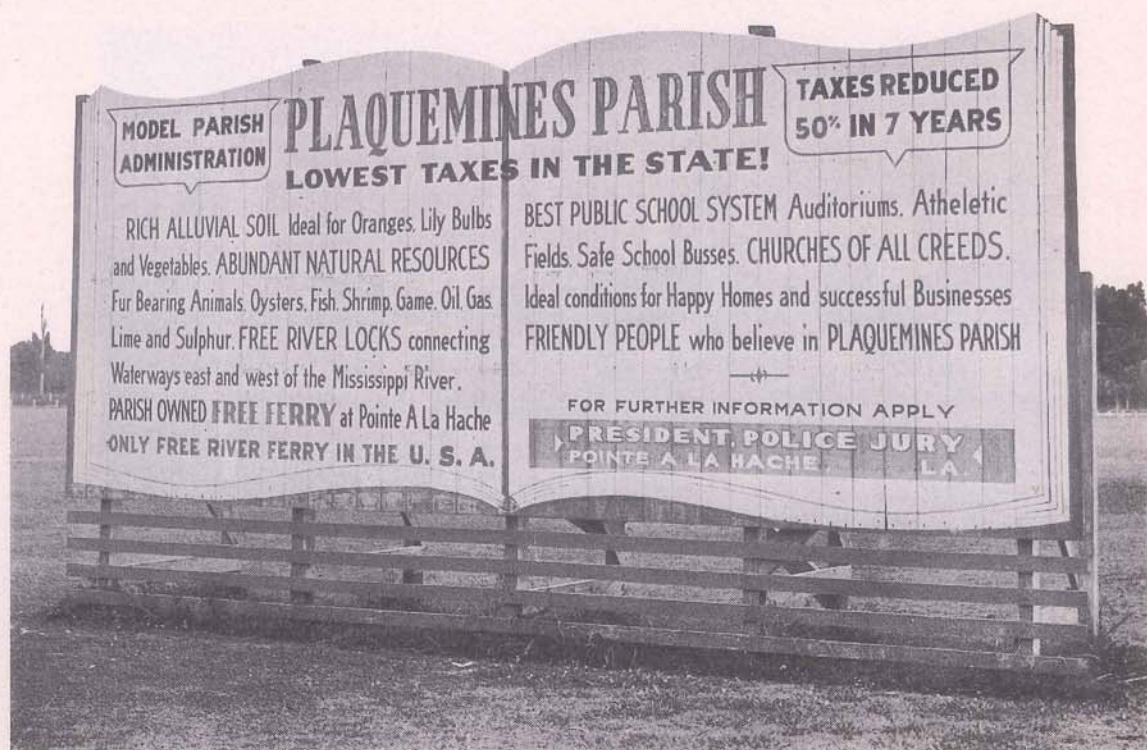 MODEL PARISH
ADMINISTRATION
PLAQUEMINES PARISH
LOWEST TAXES IN THE STATE!
TAXES REDUCED
50% IN 7 YEARS
RICH ALLUVIAL SOIL Ideal for Oranges, Lily Bulbs
and Vegetables. ABUNDANT NATURAL RESOURCES
Fur Bearing Animals, Oysters, Fish, Shrimp, Game, Oil, Gas,
Lime and Sulphur. FREE RIVER LOCKS connecting
Waterways east and west of the Mississippi River.
PARISH OWNED FREE FERRY at Pointe A La Hache
ONLY FREE RIVER FERRY IN THE U. S. A.
BEST PUBLIC SCHOOL SYSTEM Auditoriums, Atheletic
Fields, Safe School Busses. CHURCHES OF ALL CREEDS.
Ideal conditions for Happy Homes and successful Businesses
FRIENDLY PEOPLE who believe in PLAQUEMINES PARISH
FOR FURTHER INFORMATION APPLY
PRESIDENT, POLICE JURY
POINTE A LA HACHE, LA.